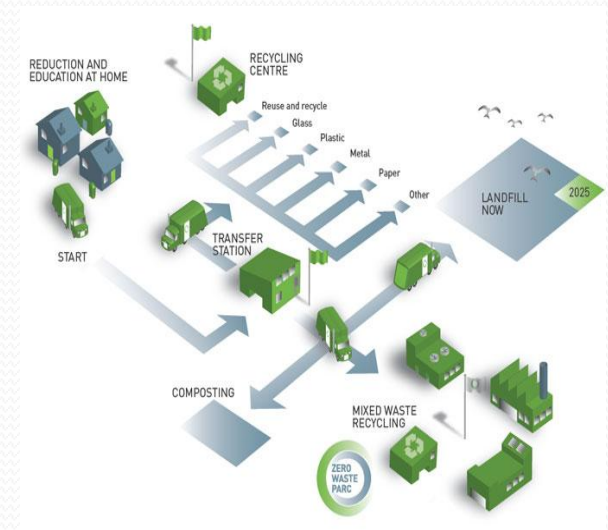 REDUCTION AND
EDUCATION AT HOME
RECYCLING
CENTRE
Reuse and recycle
Glass
Plastic
Metal
Paper
Other
LANDFILL
NOW
2025
START
TRANSFER
STATION
COMPOSTING
MIXED WASTE
RECYCLING
ZERO
WASTE
PARC